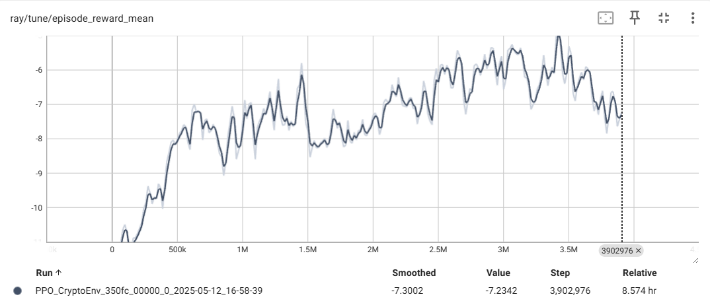 ray/tune/episode_reward_mean
-6
-7
-8
-9
-10
0 500k 1M 1.5M 2M 2.5M 3M 3.5M 3902976 ×
Run ↑ Smoothed Value Step Relative
PPO_CryptoEnv_350fc_00000_0_2025-05-12_16-58-39 -7.3002 -7.2342 3,902,976 8.574 hr